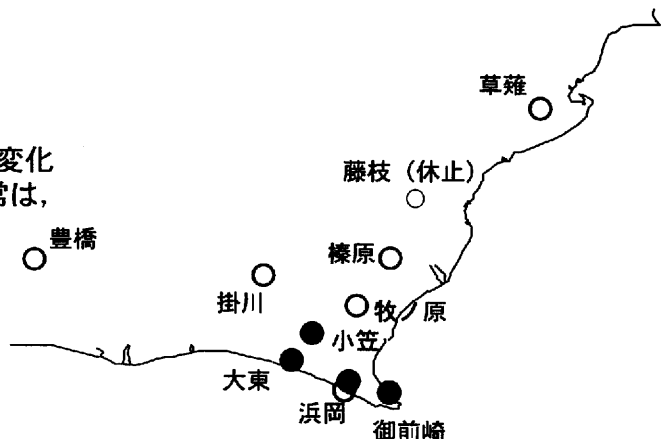 草薙
変化
常は,
藤枝（休止）
豊橋
榛原
掛川
牧ノ原
小笠
大東
浜岡
御前崎